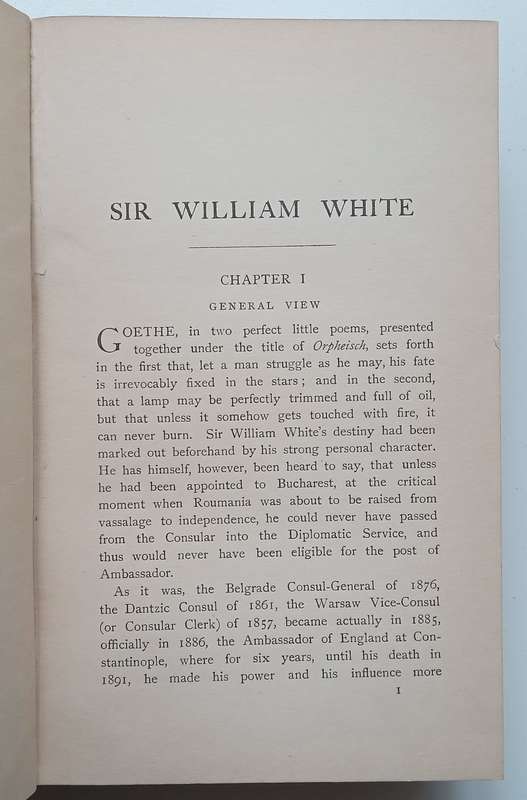 SIR WILLIAM WHITE
CHAPTER I
GENERAL VIEW
GOETHE, in two perfect little poems, presented
together under the title of Orpheisch, sets forth
in the first that, let a man struggle as he may, his fate
is irrevocably fixed in the stars; and in the second,
that a lamp may be perfectly trimmed and full of oil,
but that unless it somehow gets touched with fire, it
can never burn. Sir William White's destiny had been
marked out beforehand by his strong personal character.
He has himself, however, been heard to say, that unless
he had been appointed to Bucharest, at the critical
moment when Roumania was about to be raised from
vassalage to independence, he could never have passed
from the Consular into the Diplomatic Service, and
thus would never have been eligible for the post of
Ambassador.
As it was, the Belgrade Consul-General of 1876,
the Dantzic Consul of 1861, the Warsaw Vice-Consul
(or Consular Clerk) of 1857, became actually in 1885,
officially in 1886, the Ambassador of England at Con-
stantinople, where for six years, until his death in
1891, he made his power and his influence more
I